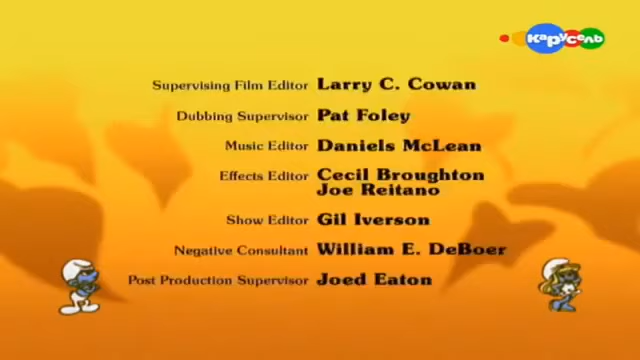 Карусель
Supervising Film Editor Larry C. Cowan
Dubbing Supervisor Pat Foley
Music Editor Daniels McLean
Effects Editor Cecil Broughton
Joe Reitano
Show Editor Gil Iverson
Negative Consultant William E. DeBoer
Post Production Supervisor Joed Eaton